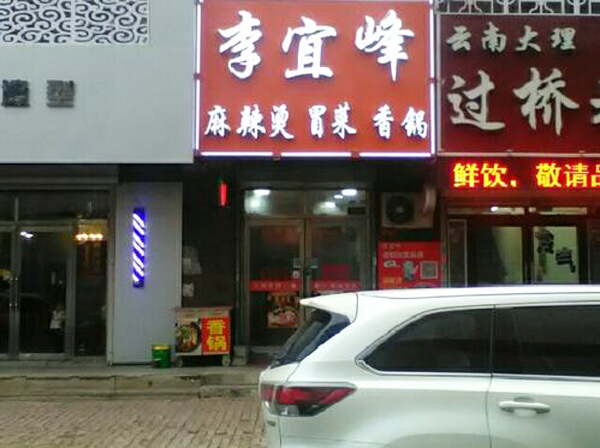 李宜峰
麻辣烫 冒菜 香锅
云南大理
过桥
鲜饮,敬请品
香锅